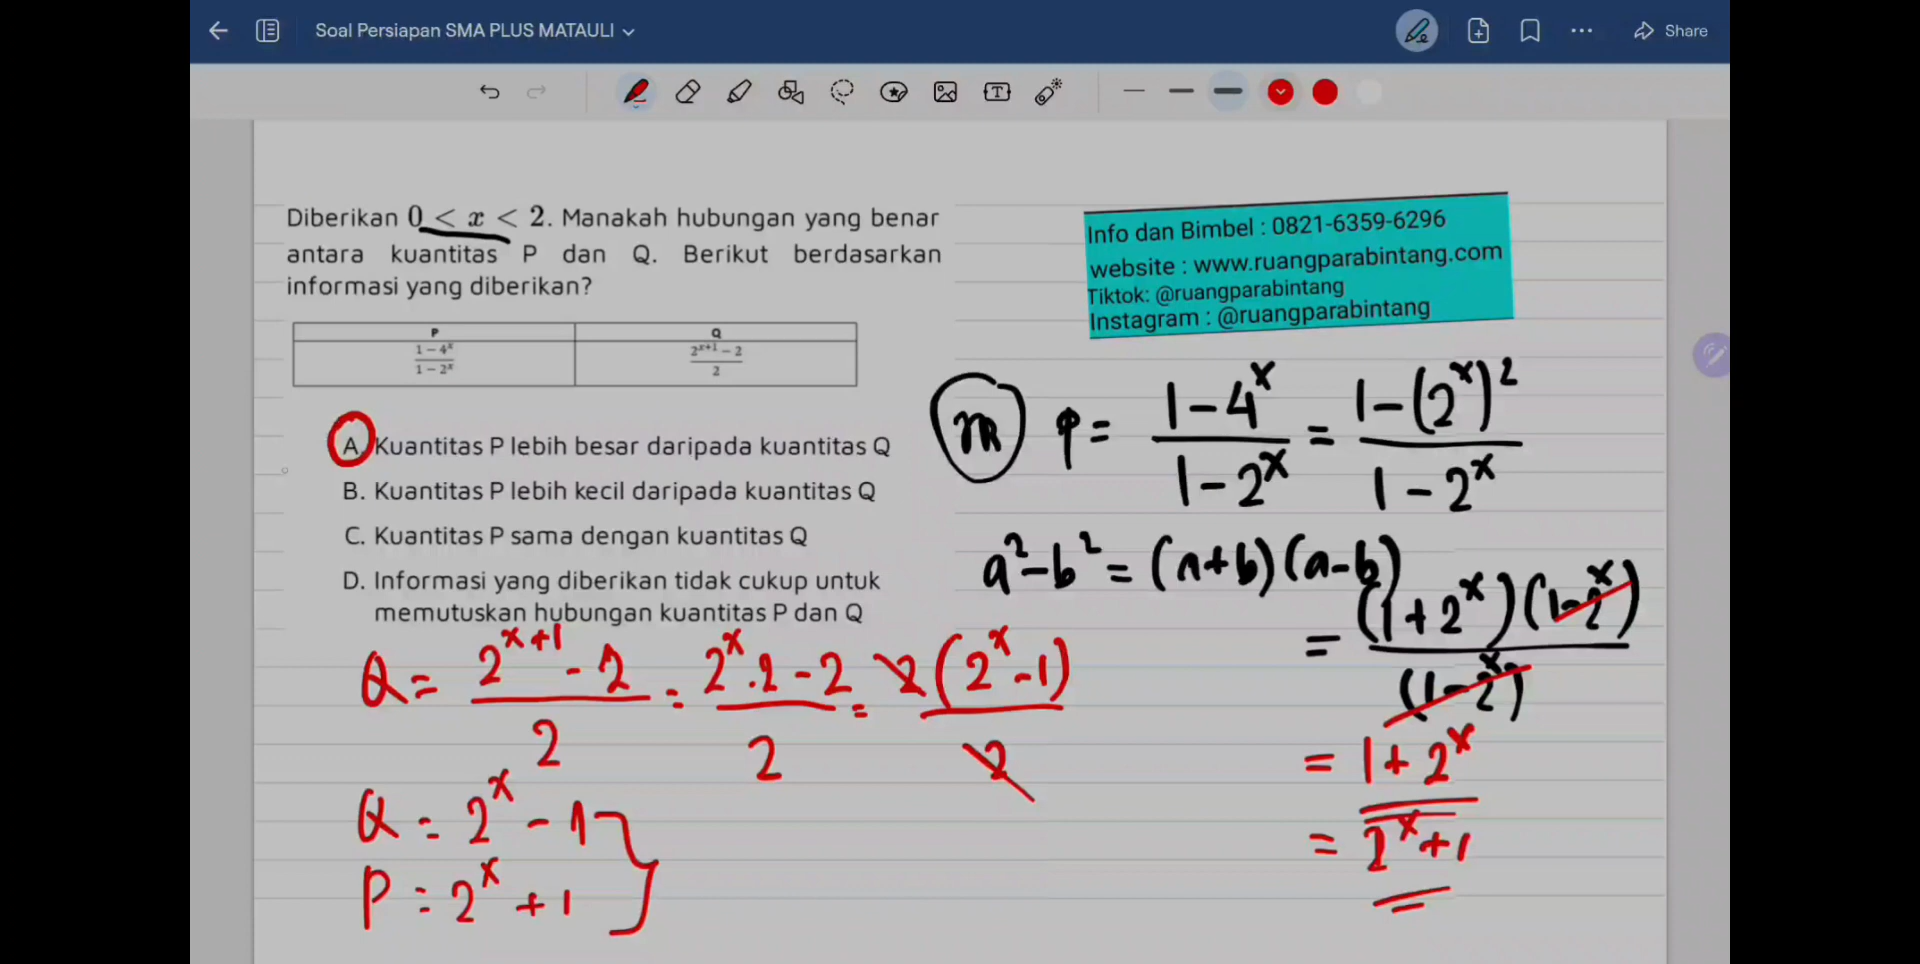 Soal Persiapan SMA PLUS MATAULI
Share
Diberikan 0 < x < 2. Manakah hubungan yang benar
antara kuantitas P dan Q. Berikut berdasarkan
informasi yang diberikan?
P Q
(1 − 4^x)/(1 − 2^x) (2^(x+1) − 2)/2
A. Kuantitas P lebih besar daripada kuantitas Q
B. Kuantitas P lebih kecil daripada kuantitas Q
C. Kuantitas P sama dengan kuantitas Q
D. Informasi yang diberikan tidak cukup untuk
memutuskan hubungan kuantitas P dan Q
Info dan Bimbel : 0821-6359-6296
website : www.ruangparabintang.com
Tiktok: @ruangparabintang
Instagram : @ruangparabintang
P = (1 − 4^x)/(1 − 2^x) = (1 − (2^x)^2)/(1 − 2^x)
a^2 − b^2 = (a+b)(a−b)
= (1 + 2^x)(1 − 2^x)/(1 − 2^x)
= 1 + 2^x
= 2^x + 1
Q = (2^(x+1) − 2)/2 = (2^x . 2 − 2)/2 = 2(2^x − 1)/2
Q = 2^x − 1
P = 2^x + 1